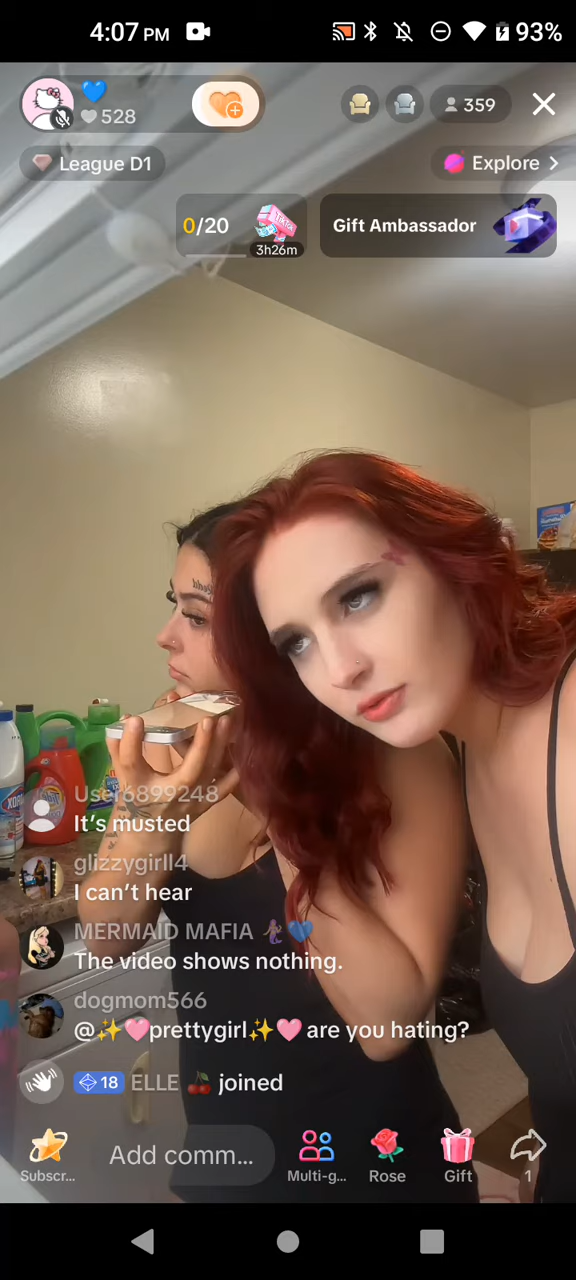 4:07 PM
93%
💙
528
359
League D1
Explore >
0/20
TikTok
3h26m
Gift Ambassador
User6899248
It's musted
glizzygirll4
I can't hear
MERMAID MAFIA 🧜‍♀️💙
The video shows nothing.
dogmom566
@✨🩷prettygirl✨🩷 are you hating?
18 ELLE 🍒 joined
Subscr...
Add comm...
Multi-g...
Rose
Gift
1